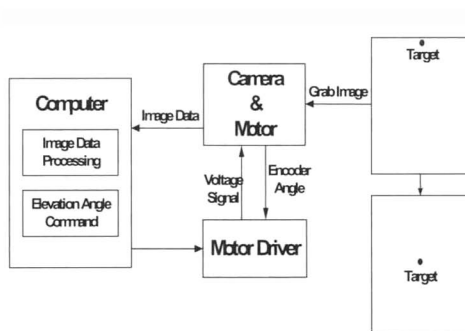 Target
Camera
&
Motor
Grab Image
Computer
Image Data
Image Data
Processing
Voltage
Signal
Encoder
Angle
Elevation Angle
Command
Motor Driver
Target